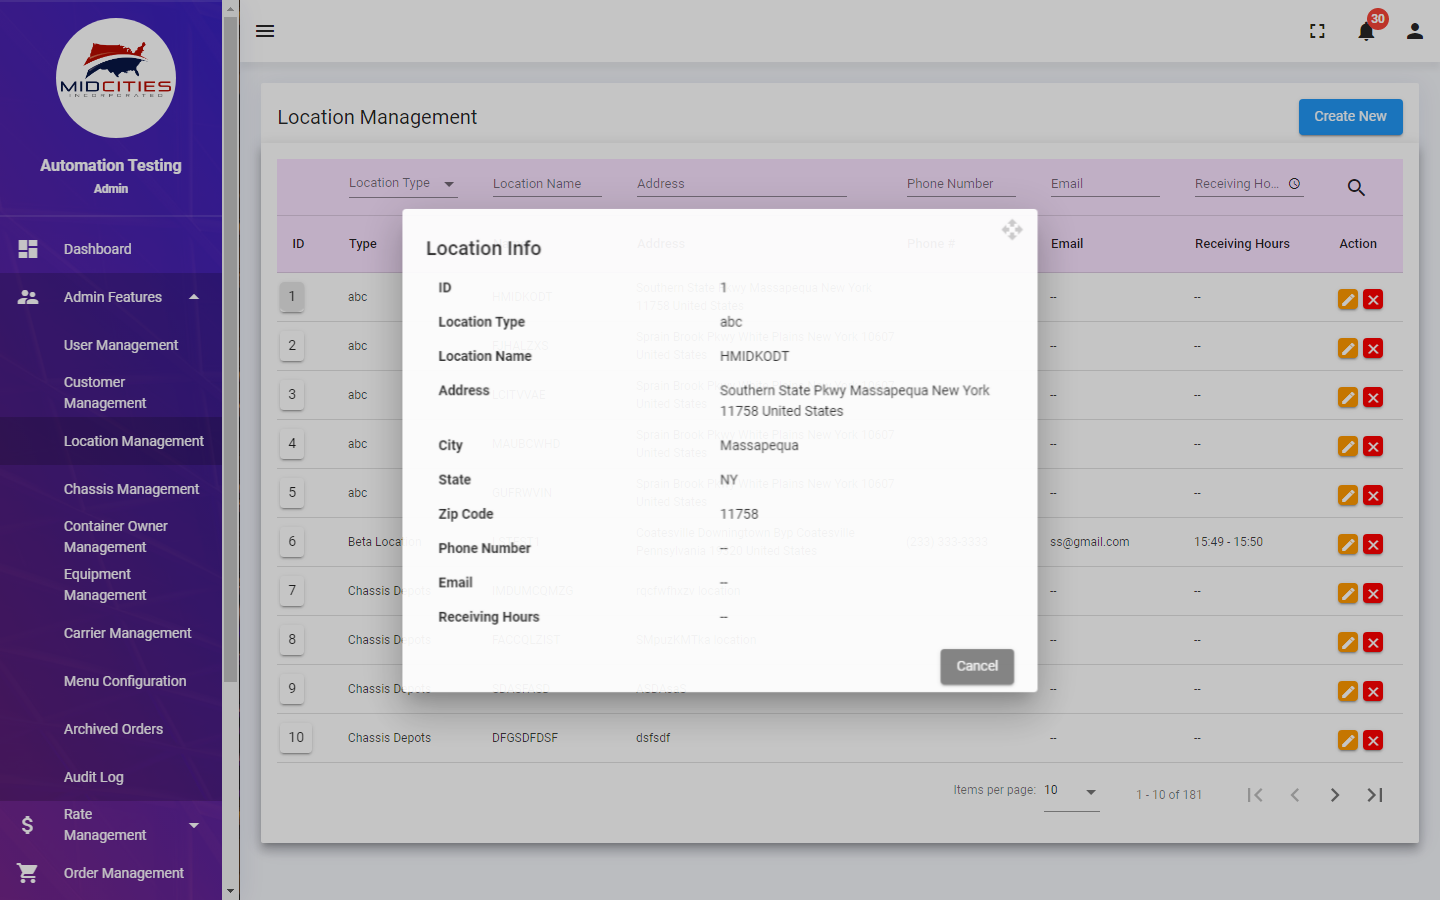 MIDCITIES
INCORPORATED
Automation Testing
Admin
Dashboard
Admin Features
User Management
Customer
Management
Location Management
Chassis Management
Container Owner
Management
Equipment
Management
Carrier Management
Menu Configuration
Archived Orders
Audit Log
Rate
Management
Order Management
30
Location Management
Create New
Location Type Location Name Address Phone Number Email Receiving Ho...
ID Type Address Phone # Email Receiving Hours Action
1 abc -- --
2 abc -- --
3 abc -- --
4 abc -- --
5 abc -- --
6 Beta Location ss@gmail.com 15:49 - 15:50
7 Chassis Depots -- --
8 Chassis Depots -- --
9 Chassis Depots -- --
10 Chassis Depots DFGSDFDSF dsfsdf -- --
Items per page: 10 1 - 10 of 181
Location Info
ID 1
Location Type abc
Location Name HMIDKODT
Address Southern State Pkwy Massapequa New York
11758 United States
City Massapequa
State NY
Zip Code 11758
Phone Number --
Email --
Receiving Hours --
Cancel